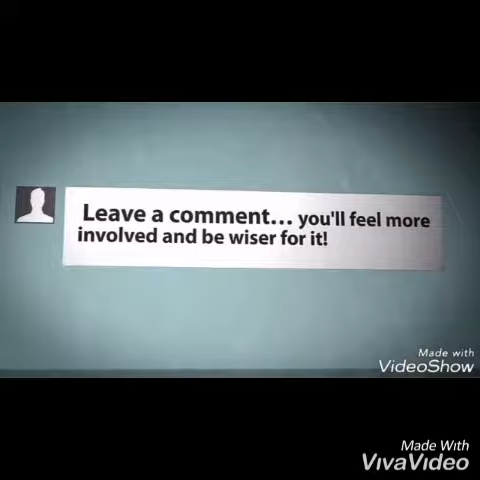 Leave a comment... you'll feel more
involved and be wiser for it!
Made with
VideoShow
Made With
VivaVideo